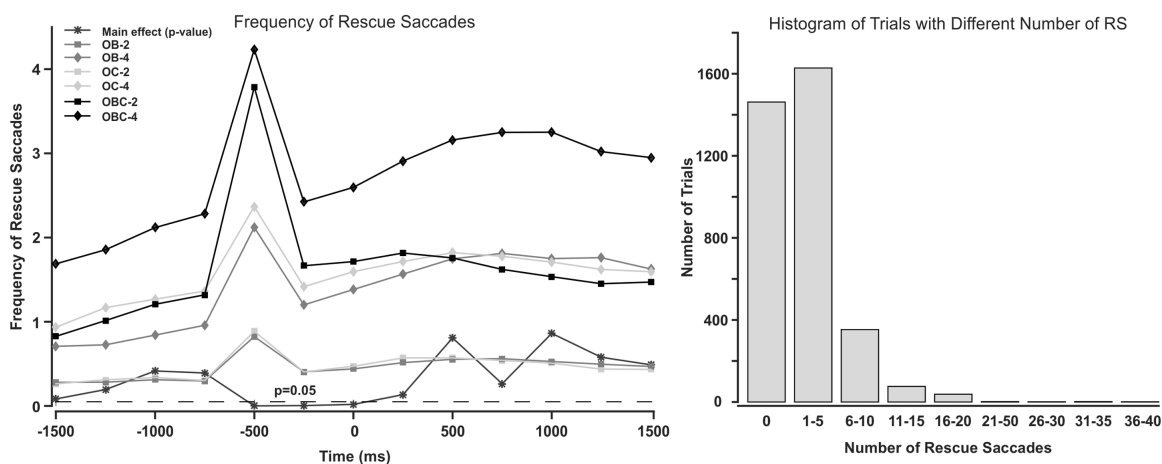 Frequency of Rescue Saccades
Main effect (p-value)
OB-2
OB-4
OC-2
OC-4
OBC-2
OBC-4
Frequency of Rescue Saccades
4
3
2
1
0
p=0.05
-1500 -1000 -500 0 500 1000 1500
Time (ms)
Histogram of Trials with Different Number of RS
Number of Trials
1600
1200
800
400
0
0 1-5 6-10 11-15 16-20 21-50 26-30 31-35 36-40
Number of Rescue Saccades